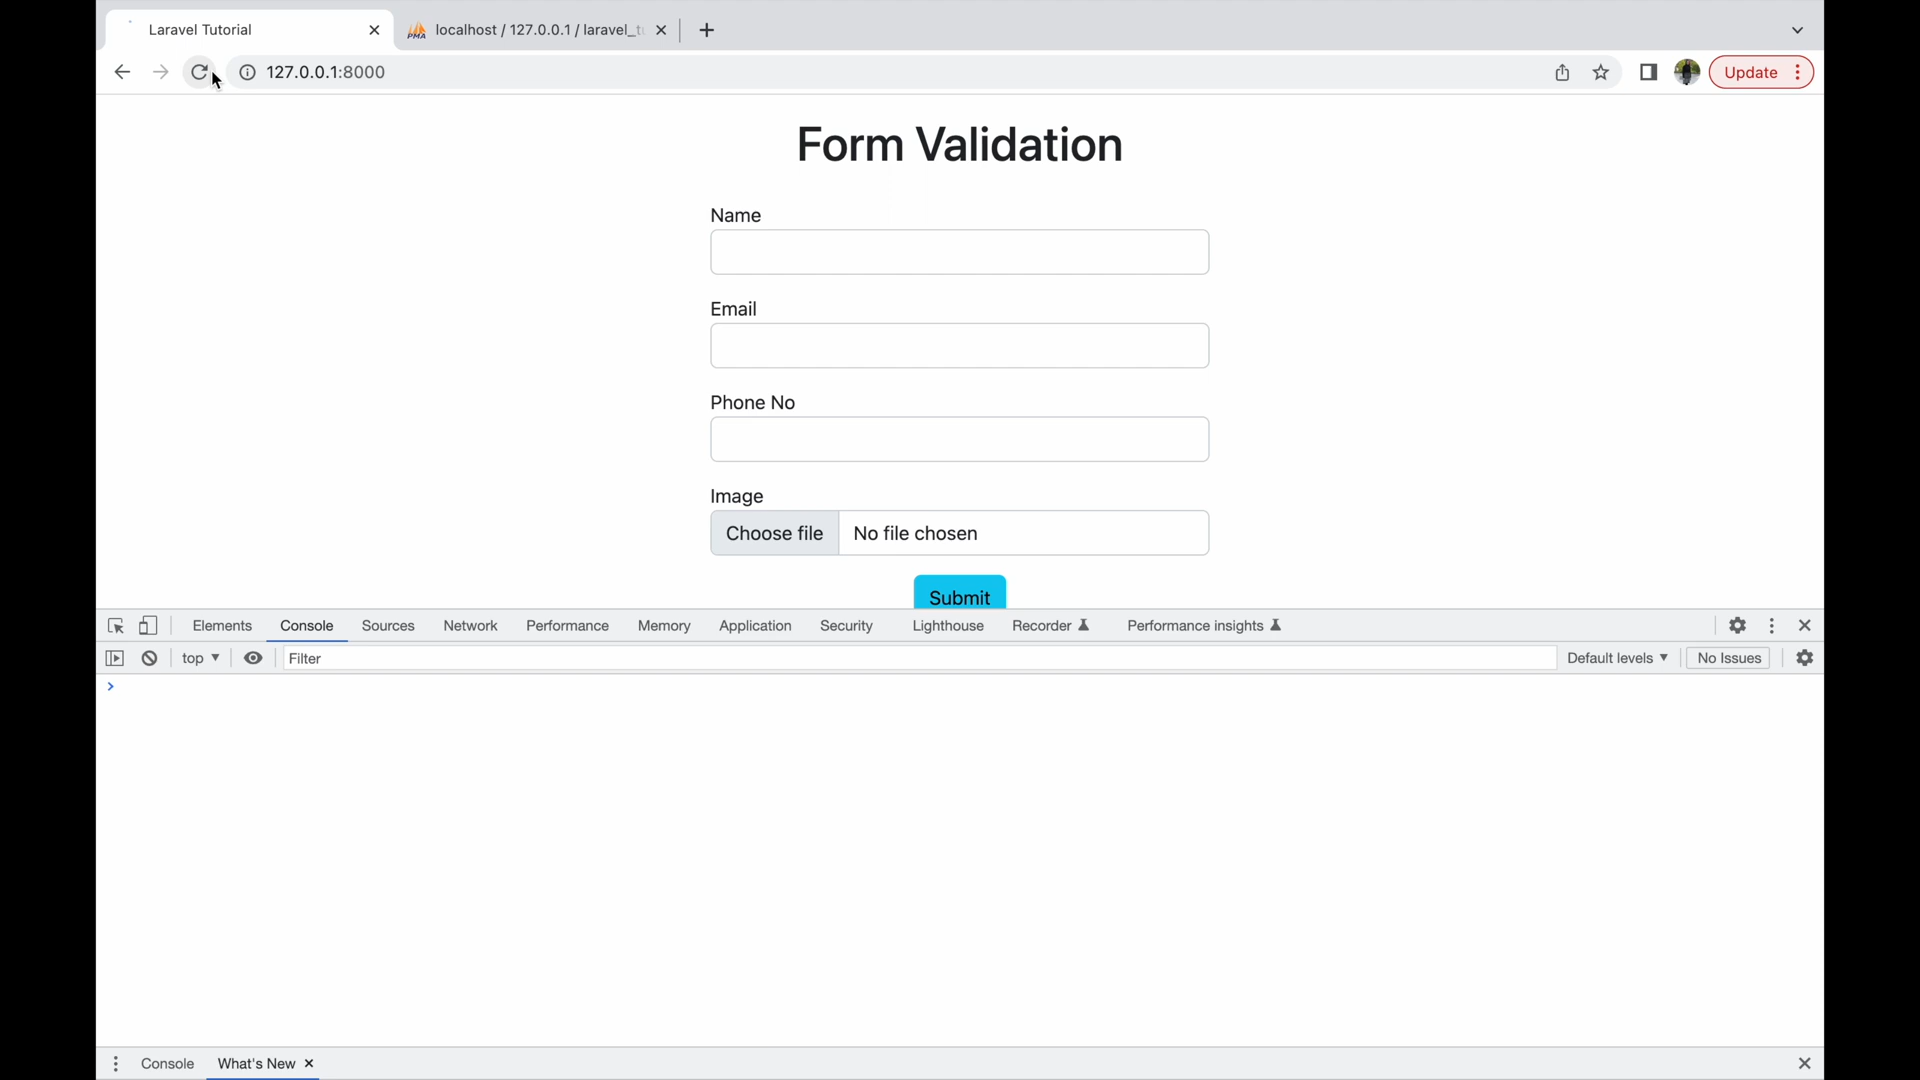 Laravel Tutorial
localhost / 127.0.0.1 / laravel_t
127.0.0.1:8000
Update
Form Validation
Name
Email
Phone No
Image
Choose file No file chosen
Submit
Elements Console Sources Network Performance Memory Application Security Lighthouse Recorder Performance insights
top Filter Default levels No Issues
Console What's New